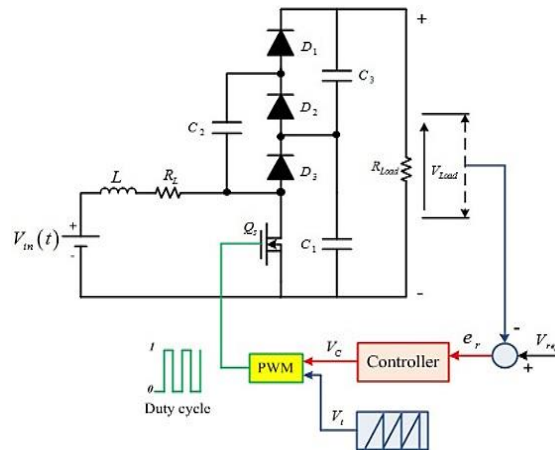 D1
C3
D2
C2
D3
L
RL
RLoad
VLoad
+
Vin(t)
+
-
Qs
C1
-
-
VC
er
+
PWM
Controller
1
0
Duty cycle
Vt